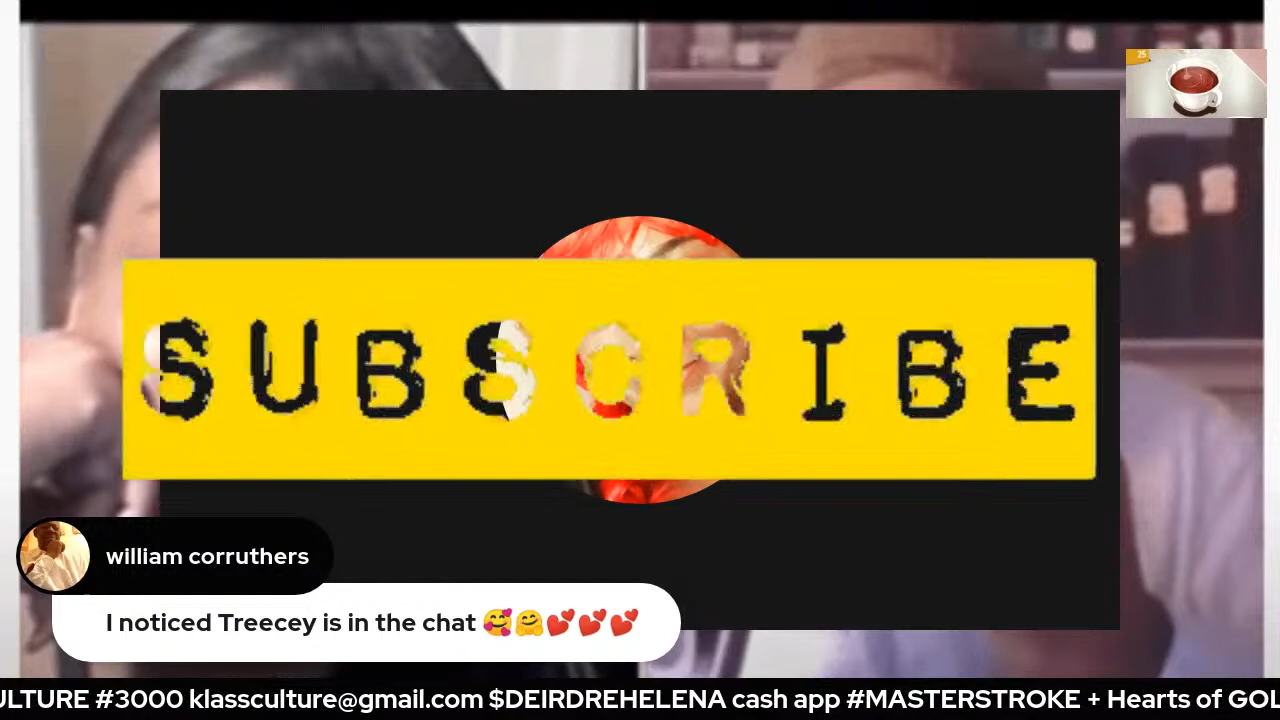 25
SUBSCRIBE
william corruthers
I noticed Treecey is in the chat 🥰🤗💕💕💕
ULTURE #3000 klassculture@gmail.com $DEIRDREHELENA cash app #MASTERSTROKE + Hearts of GOL